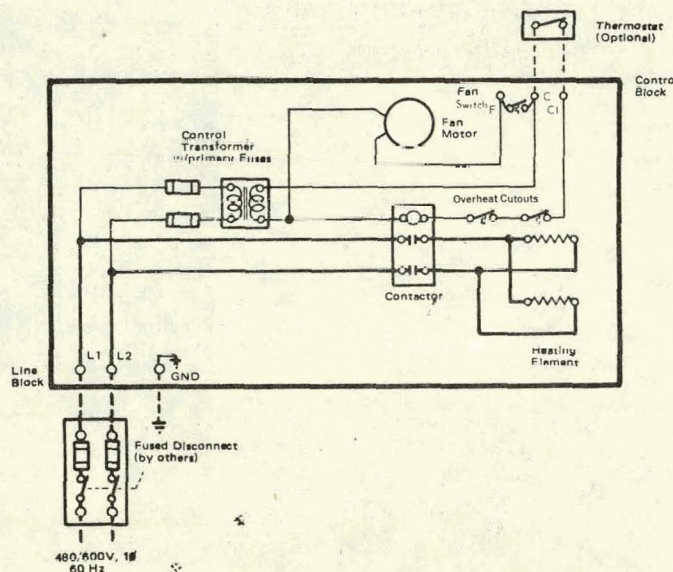 Thermostat
(Optional)
Control
Block
Fan
Switch F
C
C1
Fan
Motor
Control
Transformer
w/primary Fuses
Overheat Cutouts
Contactor
Heating
Element
L1
L2
GND
Line
Block
Fused Disconnect
(by others)
480/600V, 1ø
60 Hz